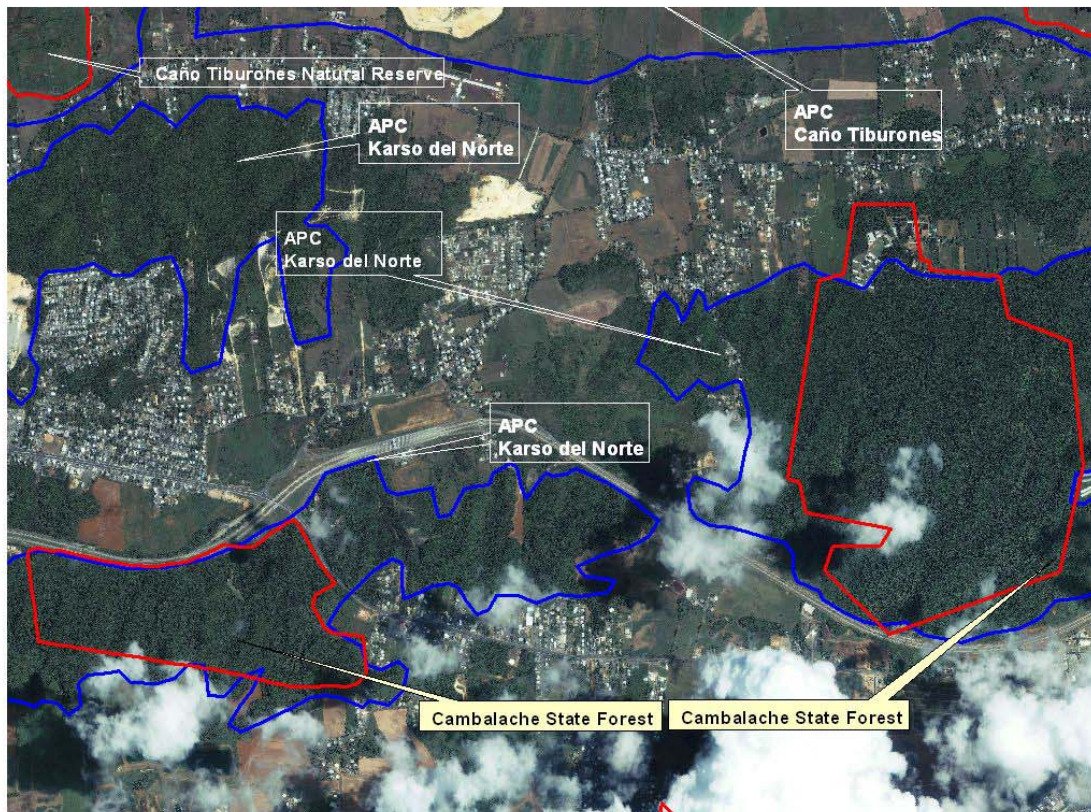 Caño Tiburones Natural Reserve
APC
Karso del Norte
APC
Caño Tiburones
APC
Karso del Norte
APC
Karso del Norte
Cambalache State Forest
Cambalache State Forest